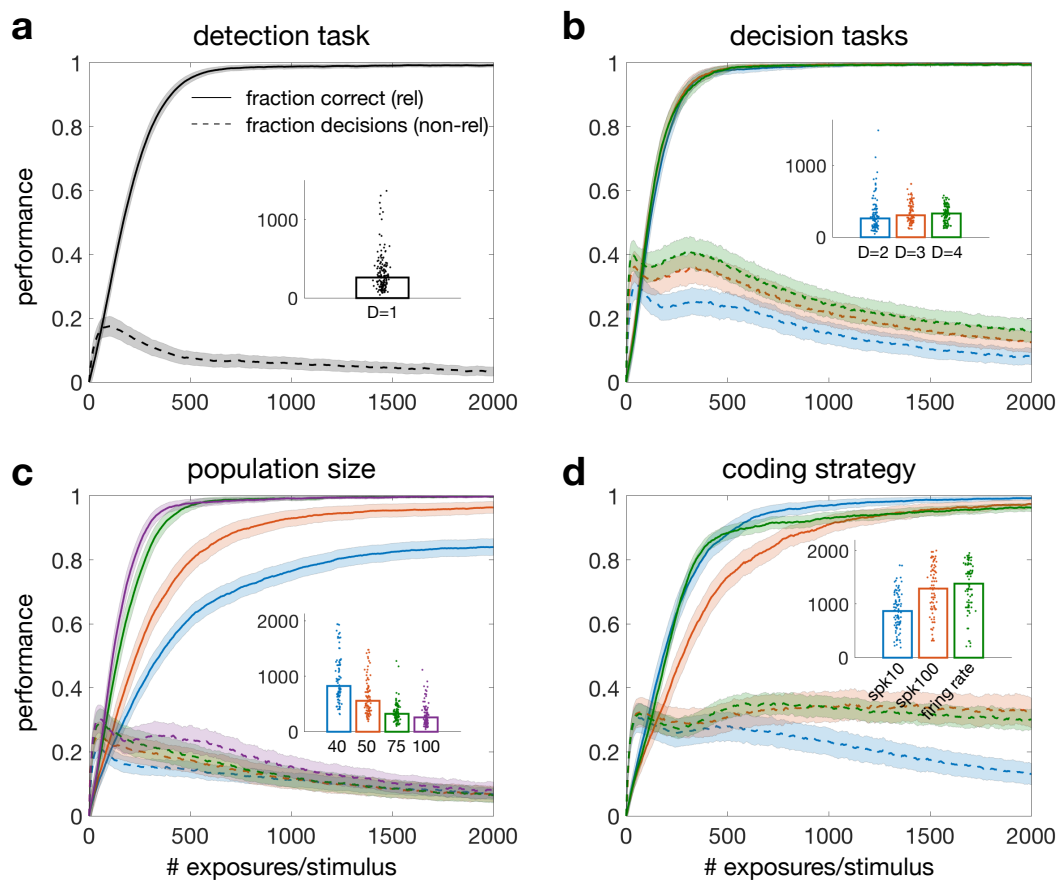 a
detection task
1
0.8
0.6
0.4
0.2
0
performance
fraction correct (rel)
fraction decisions (non-rel)
1000
0
D=1
0 500 1000 1500 2000
b
decision tasks
1
0.8
0.6
0.4
0.2
0
1000
0
D=2 D=3 D=4
0 500 1000 1500 2000
c
population size
1
0.8
0.6
0.4
0.2
0
performance
2000
1000
0
40 50 75 100
0 500 1000 1500 2000
# exposures/stimulus
d
coding strategy
1
0.8
0.6
0.4
0.2
0
2000
1000
0
spk10
spk100
firing rate
0 500 1000 1500 2000
# exposures/stimulus